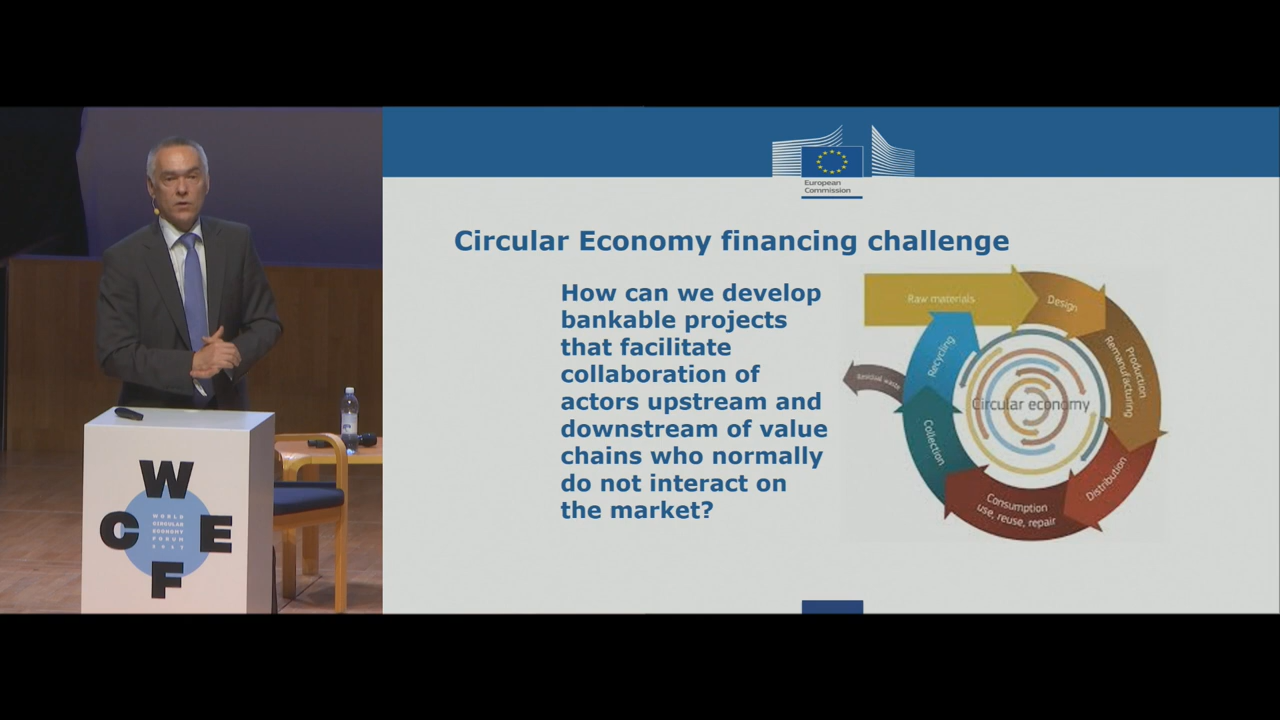 European
Commission
Circular Economy financing challenge
How can we develop
bankable projects
that facilitate
collaboration of
actors upstream and
downstream of value
chains who normally
do not interact on
the market?
Raw materials
Design
Production
Remanufacturing
Distribution
Consumption
use, reuse, repair
Collection
Recycling
Residual waste
Circular economy
W
C E
F
WORLD
CIRCULAR
ECONOMY
FORUM
2017